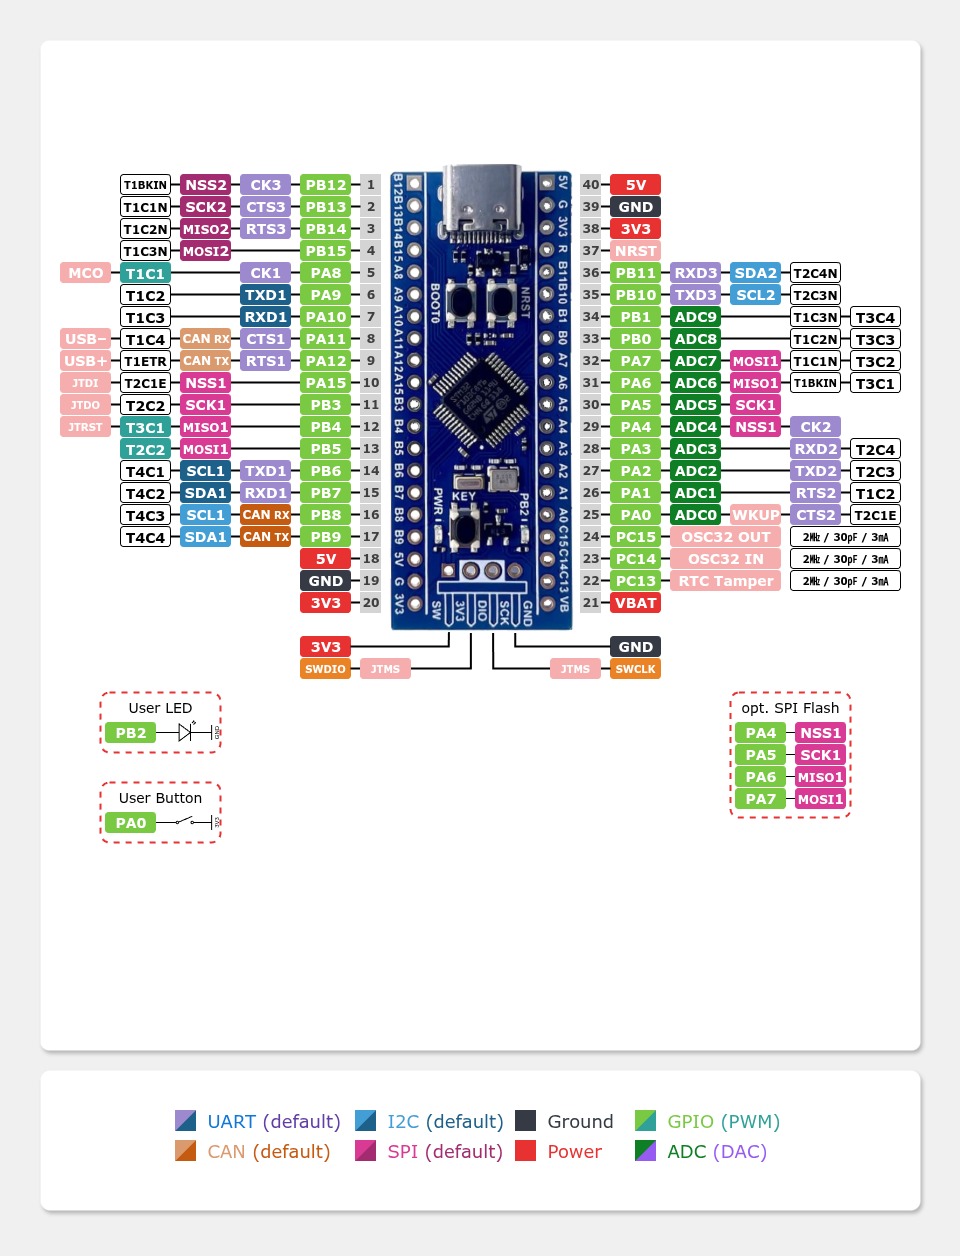 T1BKIN NSS2 CK3 PB12 1 B12 5V 40 5V
T1C1N SCK2 CTS3 PB13 2 B13 G 39 GND
T1C2N MISO2 RTS3 PB14 3 B14 3V3 38 3V3
T1C3N MOSI2 PB15 4 B15 R 37 NRST
MCO T1C1 CK1 PA8 5 A8 B11 36 PB11 RXD3 SDA2 T2C4N
T1C2 TXD1 PA9 6 A9 BOOT0 NRST B10 35 PB10 TXD3 SCL2 T2C3N
T1C3 RXD1 PA10 7 A10 B1 34 PB1 ADC9 T1C3N T3C4
USB− T1C4 CAN RX CTS1 PA11 8 A11 B0 33 PB0 ADC8 T1C2N T3C3
USB+ T1ETR CAN TX RTS1 PA12 9 A12 A7 32 PA7 ADC7 MOSI1 T1C1N T3C2
JTDI T2C1E NSS1 PA15 10 A15 A6 31 PA6 ADC6 MISO1 T1BKIN T3C1
JTDO T2C2 SCK1 PB3 11 B3 A5 30 PA5 ADC5 SCK1
JTRST T3C1 MISO1 PB4 12 B4 A4 29 PA4 ADC4 NSS1 CK2
T2C2 MOSI1 PB5 13 B5 A3 28 PA3 ADC3 RXD2 T2C4
T4C1 SCL1 TXD1 PB6 14 B6 A2 27 PA2 ADC2 TXD2 T2C3
T4C2 SDA1 RXD1 PB7 15 B7 KEY A1 26 PA1 ADC1 RTS2 T1C2
T4C3 SCL1 CAN RX PB8 16 B8 PWR PB2 A0 25 PA0 ADC0 WKUP CTS2 T2C1E
T4C4 SDA1 CAN TX PB9 17 B9 C15 24 PC15 OSC32 OUT 2㎒ / 30pF / 3mA
5V 18 5V C14 23 PC14 OSC32 IN 2㎒ / 30pF / 3mA
GND 19 G C13 22 PC13 RTC Tamper 2㎒ / 30pF / 3mA
3V3 20 3V3 SW 3V3 DIO SCK GND VB 21 VBAT
3V3 GND
SWDIO JTMS JTMS SWCLK
User LED
PB2 GND
User Button
PA0 3V3
opt. SPI Flash
PA4 NSS1
PA5 SCK1
PA6 MISO1
PA7 MOSI1
UART (default) I2C (default) Ground GPIO (PWM)
CAN (default) SPI (default) Power ADC (DAC)